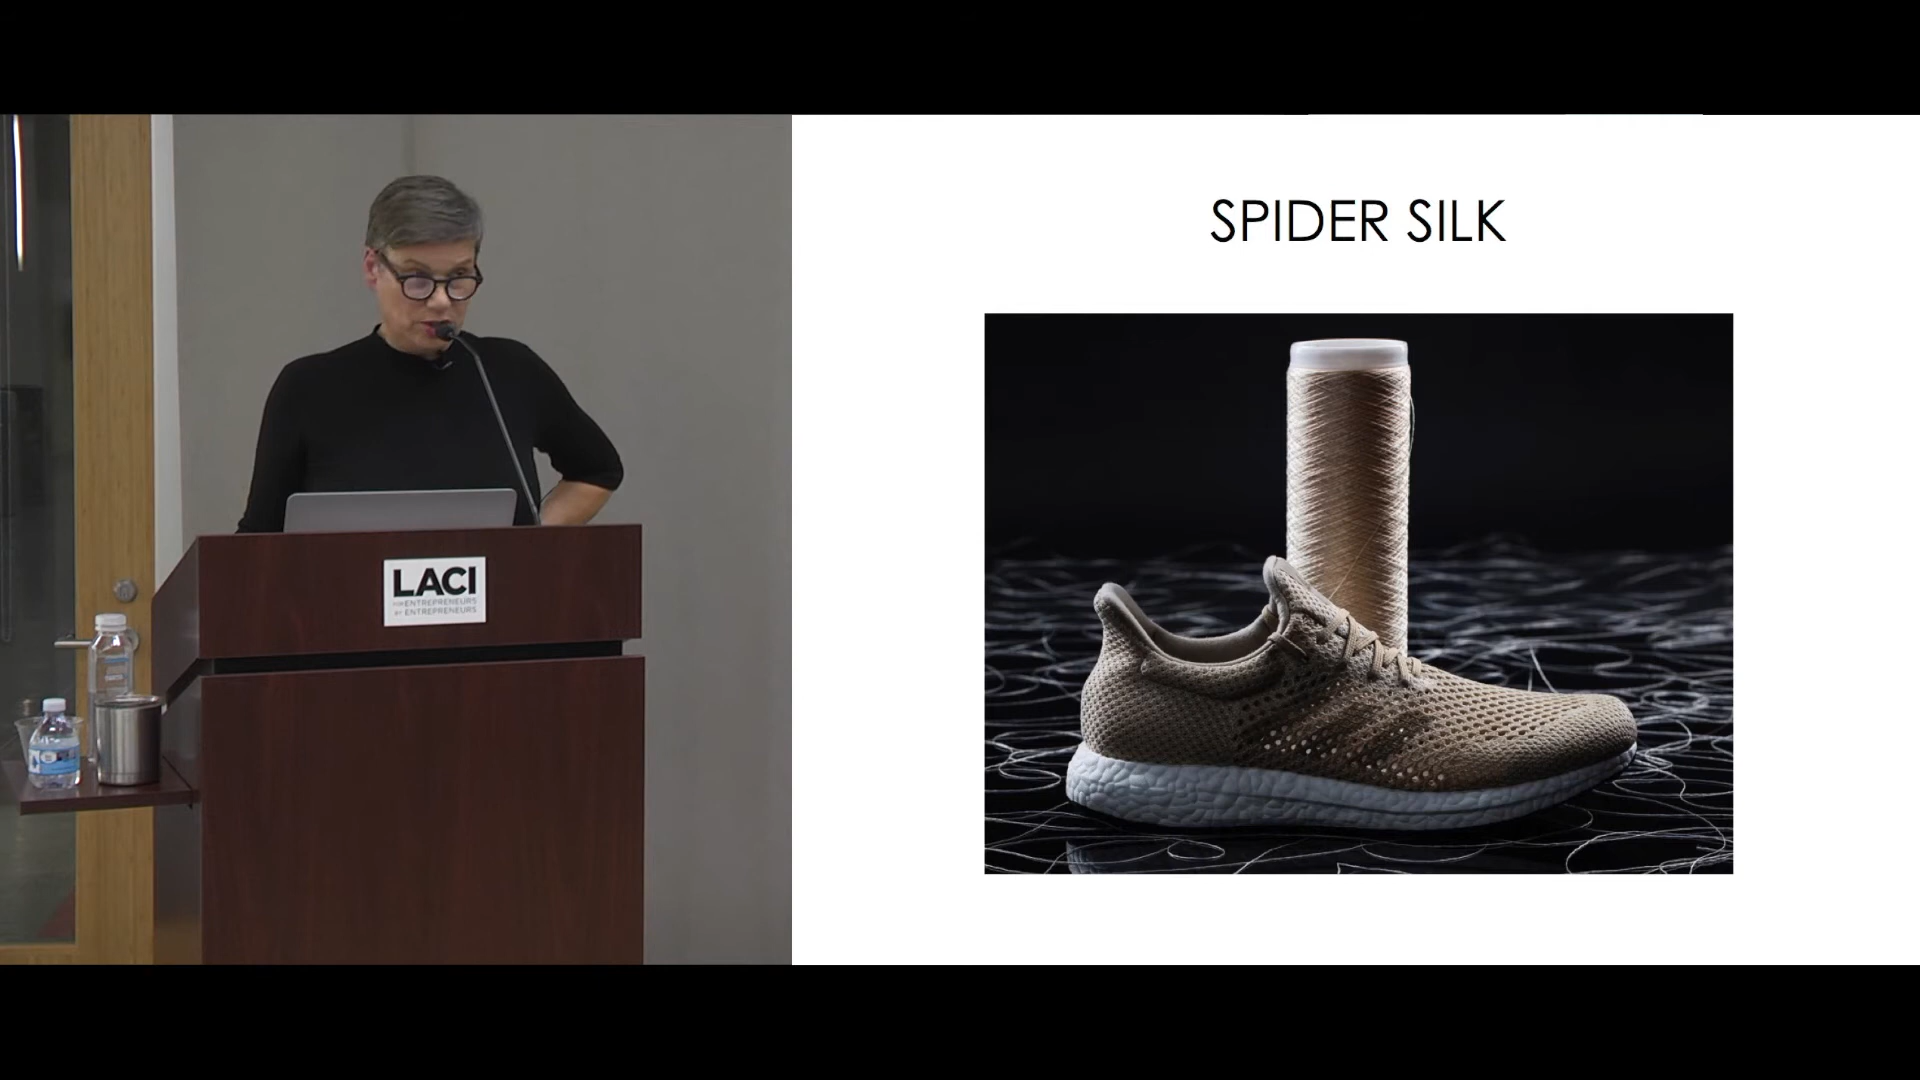 SPIDER SILK
LACI
FOR ENTREPRENEURS
BY ENTREPRENEURS